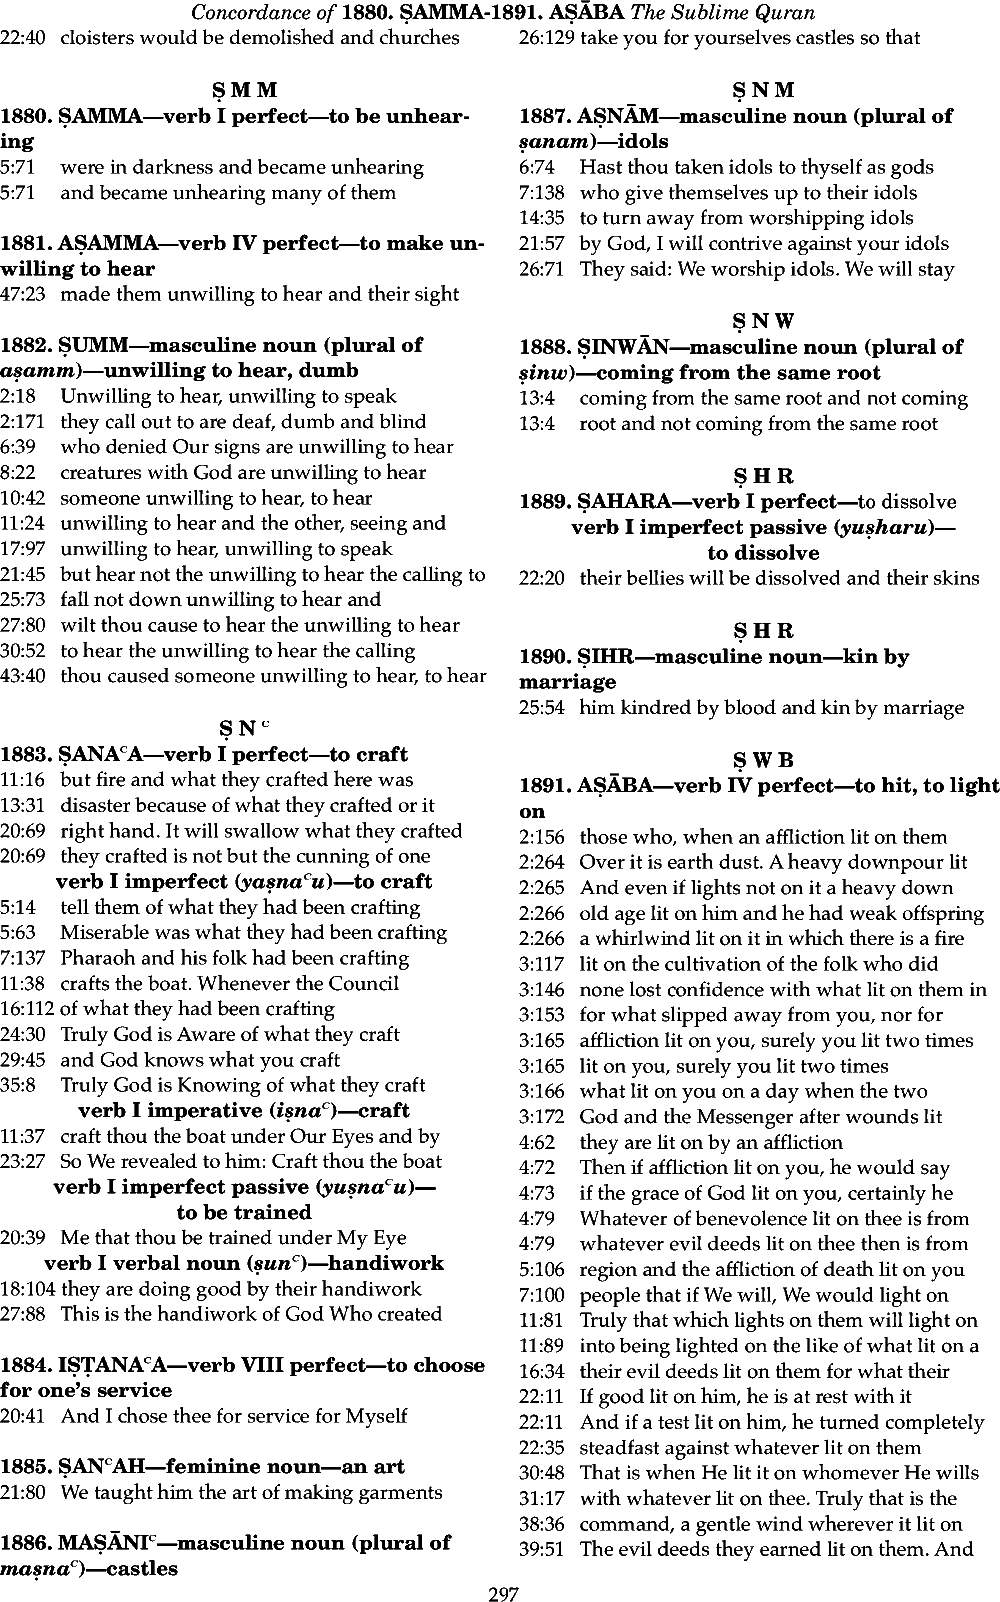 Concordance of 1880. ṢAMMA-1891. AṢĀBA The Sublime Quran
22:40 cloisters would be demolished and churches
Ṣ M M
1880. ṢAMMA—verb I perfect—to be unhear-
ing
5:71 were in darkness and became unhearing
5:71 and became unhearing many of them
1881. AṢAMMA—verb IV perfect—to make un-
willing to hear
47:23 made them unwilling to hear and their sight
1882. ṢUMM—masculine noun (plural of
aṣamm)—unwilling to hear, dumb
2:18 Unwilling to hear, unwilling to speak
2:171 they call out to are deaf, dumb and blind
6:39 who denied Our signs are unwilling to hear
8:22 creatures with God are unwilling to hear
10:42 someone unwilling to hear, to hear
11:24 unwilling to hear and the other, seeing and
17:97 unwilling to hear, unwilling to speak
21:45 but hear not the unwilling to hear the calling to
25:73 fall not down unwilling to hear and
27:80 wilt thou cause to hear the unwilling to hear
30:52 to hear the unwilling to hear the calling
43:40 thou caused someone unwilling to hear, to hear
Ṣ N ᶜ
1883. ṢANAᶜA—verb I perfect—to craft
11:16 but fire and what they crafted here was
13:31 disaster because of what they crafted or it
20:69 right hand. It will swallow what they crafted
20:69 they crafted is not but the cunning of one
verb I imperfect (yaṣnaᶜu)—to craft
5:14 tell them of what they had been crafting
5:63 Miserable was what they had been crafting
7:137 Pharaoh and his folk had been crafting
11:38 crafts the boat. Whenever the Council
16:112 of what they had been crafting
24:30 Truly God is Aware of what they craft
29:45 and God knows what you craft
35:8 Truly God is Knowing of what they craft
verb I imperative (iṣnaᶜ)—craft
11:37 craft thou the boat under Our Eyes and by
23:27 So We revealed to him: Craft thou the boat
verb I imperfect passive (yuṣnaᶜu)—
to be trained
20:39 Me that thou be trained under My Eye
verb I verbal noun (ṣunᶜ)—handiwork
18:104 they are doing good by their handiwork
27:88 This is the handiwork of God Who created
1884. IṢṬANAᶜA—verb VIII perfect—to choose
for one's service
20:41 And I chose thee for service for Myself
1885. ṢANᶜAH—feminine noun—an art
21:80 We taught him the art of making garments
1886. MAṢĀNIᶜ—masculine noun (plural of
maṣnaᶜ)—castles
26:129 take you for yourselves castles so that
Ṣ N M
1887. AṢNĀM—masculine noun (plural of
ṣanam)—idols
6:74 Hast thou taken idols to thyself as gods
7:138 who give themselves up to their idols
14:35 to turn away from worshipping idols
21:57 by God, I will contrive against your idols
26:71 They said: We worship idols. We will stay
Ṣ N W
1888. ṢINWĀN—masculine noun (plural of
ṣinw)—coming from the same root
13:4 coming from the same root and not coming
13:4 root and not coming from the same root
Ṣ H R
1889. ṢAHARA—verb I perfect—to dissolve
verb I imperfect passive (yuṣharu)—
to dissolve
22:20 their bellies will be dissolved and their skins
Ṣ H R
1890. ṢIHR—masculine noun—kin by
marriage
25:54 him kindred by blood and kin by marriage
Ṣ W B
1891. AṢĀBA—verb IV perfect—to hit, to light
on
2:156 those who, when an affliction lit on them
2:264 Over it is earth dust. A heavy downpour lit
2:265 And even if lights not on it a heavy down
2:266 old age lit on him and he had weak offspring
2:266 a whirlwind lit on it in which there is a fire
3:117 lit on the cultivation of the folk who did
3:146 none lost confidence with what lit on them in
3:153 for what slipped away from you, nor for
3:165 affliction lit on you, surely you lit two times
3:165 lit on you, surely you lit two times
3:166 what lit on you on a day when the two
3:172 God and the Messenger after wounds lit
4:62 they are lit on by an affliction
4:72 Then if affliction lit on you, he would say
4:73 if the grace of God lit on you, certainly he
4:79 Whatever of benevolence lit on thee is from
4:79 whatever evil deeds lit on thee then is from
5:106 region and the affliction of death lit on you
7:100 people that if We will, We would light on
11:81 Truly that which lights on them will light on
11:89 into being lighted on the like of what lit on a
16:34 their evil deeds lit on them for what their
22:11 If good lit on him, he is at rest with it
22:11 And if a test lit on him, he turned completely
22:35 steadfast against whatever lit on them
30:48 That is when He lit it on whomever He wills
31:17 with whatever lit on thee. Truly that is the
38:36 command, a gentle wind wherever it lit on
39:51 The evil deeds they earned lit on them. And
297